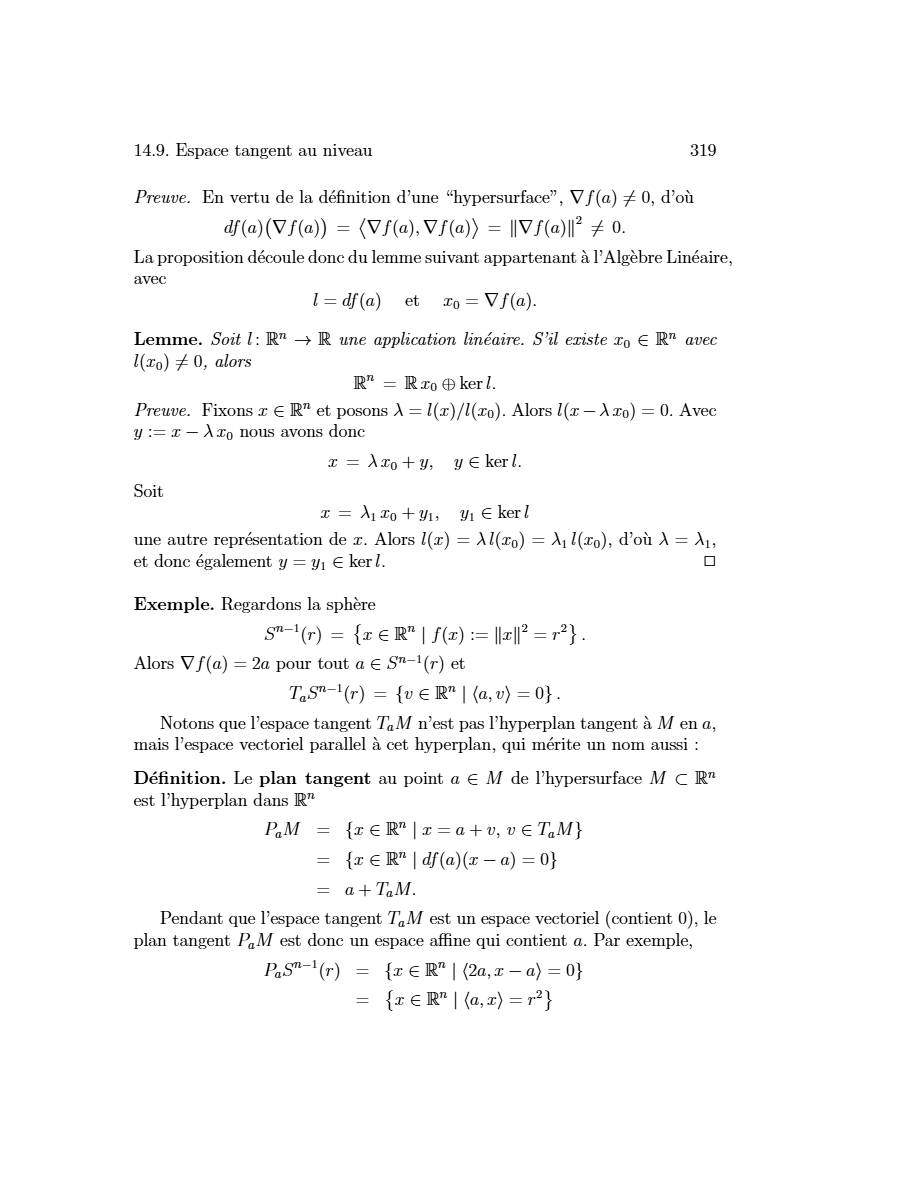 14.9. Espace tangent au niveau 319
Preuve. En vertu de la définition d'une “hypersurface”, ∇f(a) ≠ 0, d'où
df(a)(∇f(a)) = ⟨∇f(a), ∇f(a)⟩ = ‖∇f(a)‖² ≠ 0.
La proposition découle donc du lemme suivant appartenant à l'Algèbre Linéaire,
avec
l = df(a) et x₀ = ∇f(a).
Lemme. Soit l : ℝⁿ → ℝ une application linéaire. S'il existe x₀ ∈ ℝⁿ avec
l(x₀) ≠ 0, alors
ℝⁿ = ℝ x₀ ⊕ ker l.
Preuve. Fixons x ∈ ℝⁿ et posons λ = l(x)/l(x₀). Alors l(x − λ x₀) = 0. Avec
y := x − λ x₀ nous avons donc
x = λ x₀ + y, y ∈ ker l.
Soit
x = λ₁ x₀ + y₁, y₁ ∈ ker l
une autre représentation de x. Alors l(x) = λ l(x₀) = λ₁ l(x₀), d'où λ = λ₁,
et donc également y = y₁ ∈ ker l. □
Exemple. Regardons la sphère
Sⁿ⁻¹(r) = {x ∈ ℝⁿ | f(x) := ‖x‖² = r²} .
Alors ∇f(a) = 2a pour tout a ∈ Sⁿ⁻¹(r) et
TₐSⁿ⁻¹(r) = {v ∈ ℝⁿ | ⟨a, v⟩ = 0} .
Notons que l'espace tangent TₐM n'est pas l'hyperplan tangent à M en a,
mais l'espace vectoriel parallel à cet hyperplan, qui mérite un nom aussi :
Définition. Le plan tangent au point a ∈ M de l'hypersurface M ⊂ ℝⁿ
est l'hyperplan dans ℝⁿ
PₐM = {x ∈ ℝⁿ | x = a + v, v ∈ TₐM}
= {x ∈ ℝⁿ | df(a)(x − a) = 0}
= a + TₐM.
Pendant que l'espace tangent TₐM est un espace vectoriel (contient 0), le
plan tangent PₐM est donc un espace affine qui contient a. Par exemple,
PₐSⁿ⁻¹(r) = {x ∈ ℝⁿ | ⟨2a, x − a⟩ = 0}
= {x ∈ ℝⁿ | ⟨a, x⟩ = r²}